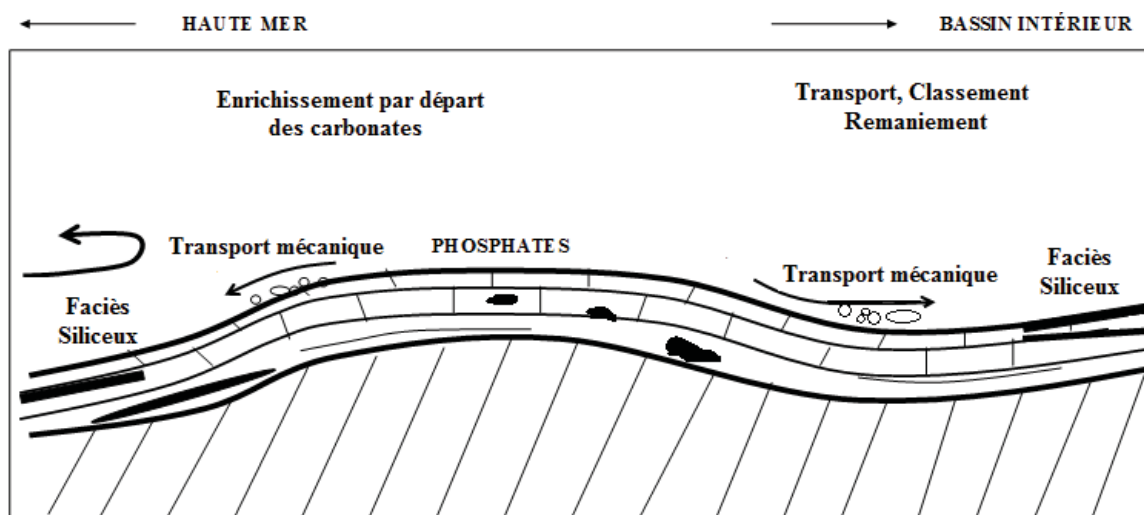 HAUTE MER
BASSIN INTÉRIEUR
Enrichissement par départ
des carbonates
Transport, Classement
Remaniement
Transport mécanique
PHOSPHATES
Transport mécanique
Faciès
Siliceux
Faciès
Siliceux